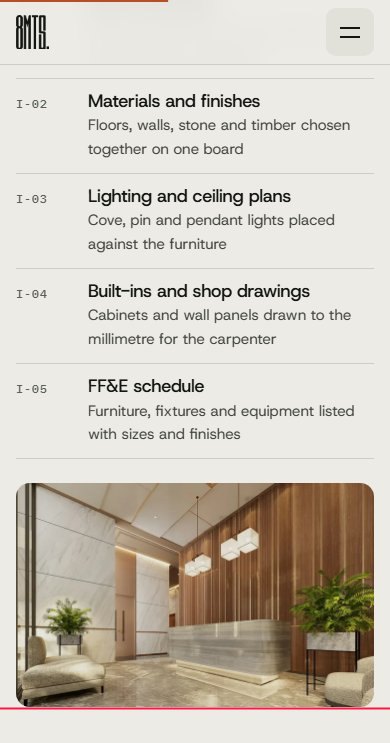 8MTS.
I-02
Materials and finishes
Floors, walls, stone and timber chosen
together on one board
I-03
Lighting and ceiling plans
Cove, pin and pendant lights placed
against the furniture
I-04
Built-ins and shop drawings
Cabinets and wall panels drawn to the
millimetre for the carpenter
I-05
FF&E schedule
Furniture, fixtures and equipment listed
with sizes and finishes